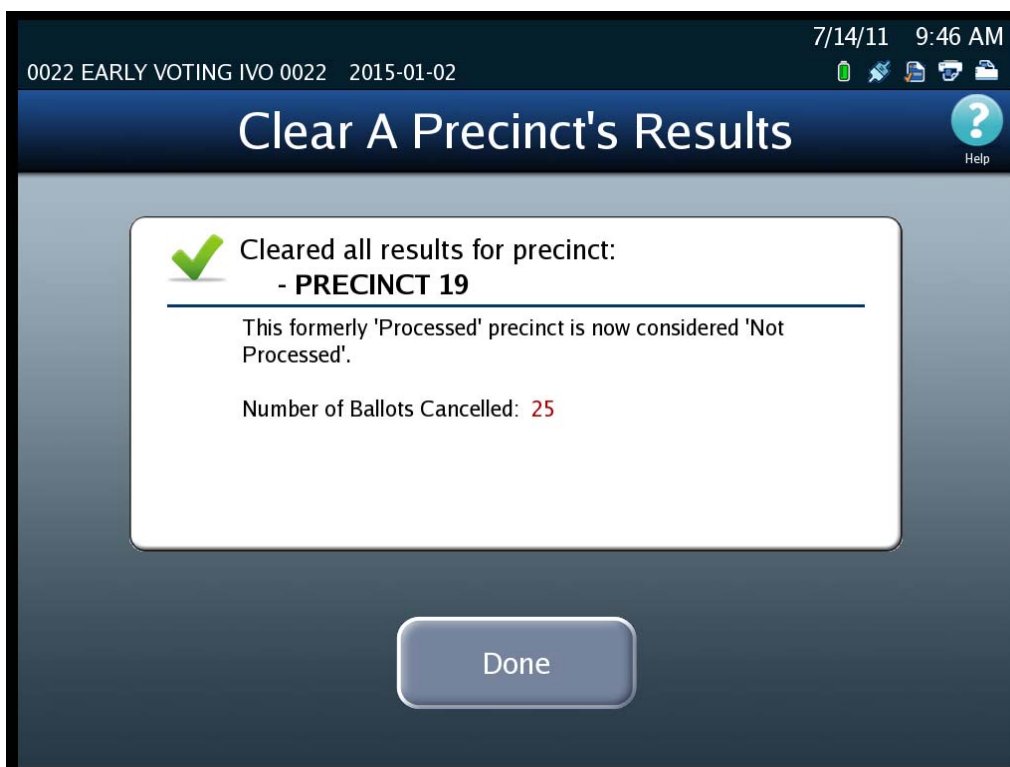 7/14/11 9:46 AM
0022 EARLY VOTING IVO 0022 2015-01-02
Clear A Precinct's Results
Help
Cleared all results for precinct:
- PRECINCT 19
This formerly 'Processed' precinct is now considered 'Not
Processed'.
Number of Ballots Cancelled: 25
Done